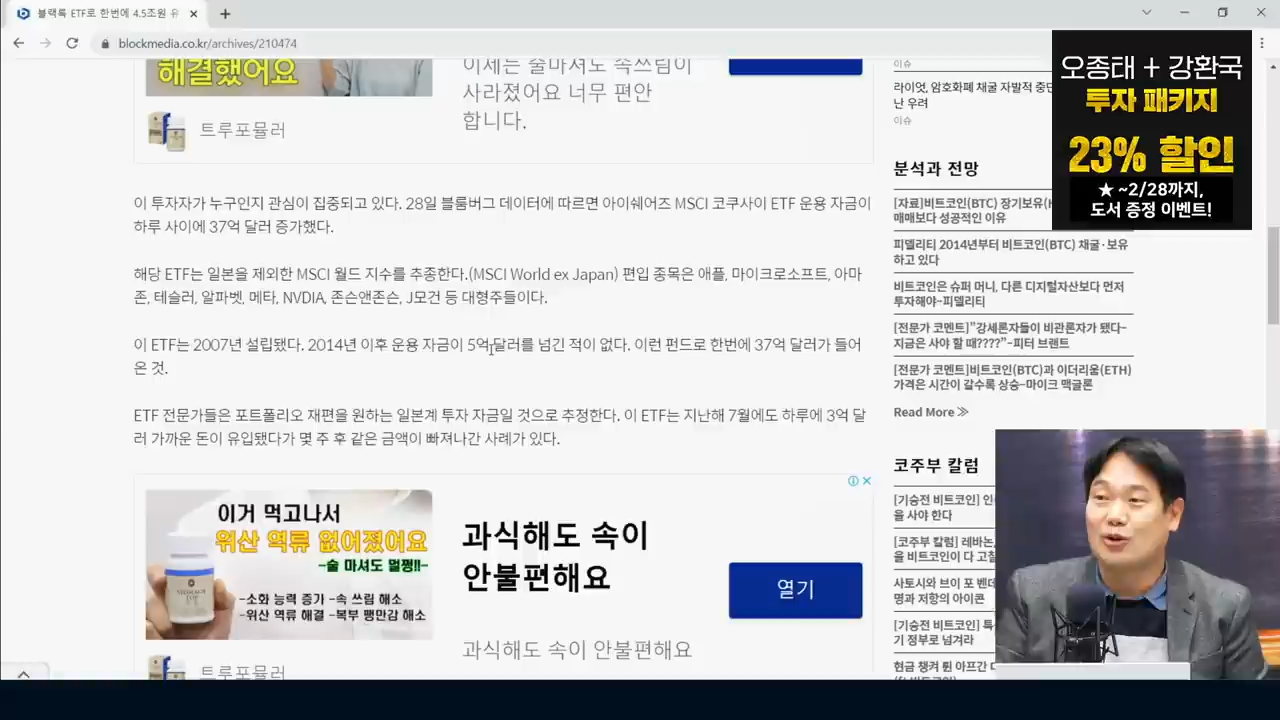 블랙록 ETF로 한번에 4.5조원 유
blockmedia.co.kr/archives/210474
해결했어요
이제는 술마셔도 속쓰림이
사라졌어요 너무 편안
합니다.
트루포뮬러
이 투자자가 누구인지 관심이 집중되고 있다. 28일 블룸버그 데이터에 따르면 아이쉐어즈 MSCI 코쿠사이 ETF 운용 자금이
하루 사이에 37억 달러 증가했다.
해당 ETF는 일본을 제외한 MSCI 월드 지수를 추종한다.(MSCI World ex Japan) 편입 종목은 애플, 마이크로소프트, 아마
존, 테슬러, 알파벳, 메타, NVDIA, 존슨앤존슨, J모건 등 대형주들이다.
이 ETF는 2007년 설립됐다. 2014년 이후 운용 자금이 5억 달러를 넘긴 적이 없다. 이런 펀드로 한번에 37억 달러가 들어
온 것.
ETF 전문가들은 포트폴리오 재편을 원하는 일본계 투자 자금일 것으로 추정한다. 이 ETF는 지난해 7월에도 하루에 3억 달
러 가까운 돈이 유입됐다가 몇 주 후 같은 금액이 빠져나간 사례가 있다.
이거 먹고나서
위산 역류 없어졌어요
-술 마셔도 멀쩡!!-
-소화 능력 증가 -속 쓰림 해소
-위산 역류 해결 -복부 팽만감 해소
과식해도 속이
안불편해요
열기
과식해도 속이 안불편해요
트루포뮬러
이슈
라이엇, 암호화폐 채굴 자발적 중단
난 우려
이슈
분석과 전망
[자료]비트코인(BTC) 장기보유(H
매매보다 성공적인 이유
피델리티 2014년부터 비트코인(BTC) 채굴·보유
하고 있다
비트코인은 슈퍼 머니, 다른 디지털자산보다 먼저
투자해야-피델리티
[전문가 코멘트]"강세론자들이 비관론자가 됐다-
지금은 사야 할 때????"-피터 브랜트
[전문가 코멘트]비트코인(BTC)과 이더리움(ETH)
가격은 시간이 갈수록 상승-마이크 맥글론
Read More
코주부 칼럼
[기승전 비트코인] 인
을 사야 한다
[코주부 칼럼] 레바논,
을 비트코인이 다 고칠
사토시와 브이 포 벤데
명과 저항의 아이콘
[기승전 비트코인] 특
기 정부로 넘겨라
현금 챙겨 튄 아프간 대
오종태 + 강환국
투자 패키지
23% 할인
★ ~2/28까지,
도서 증정 이벤트!